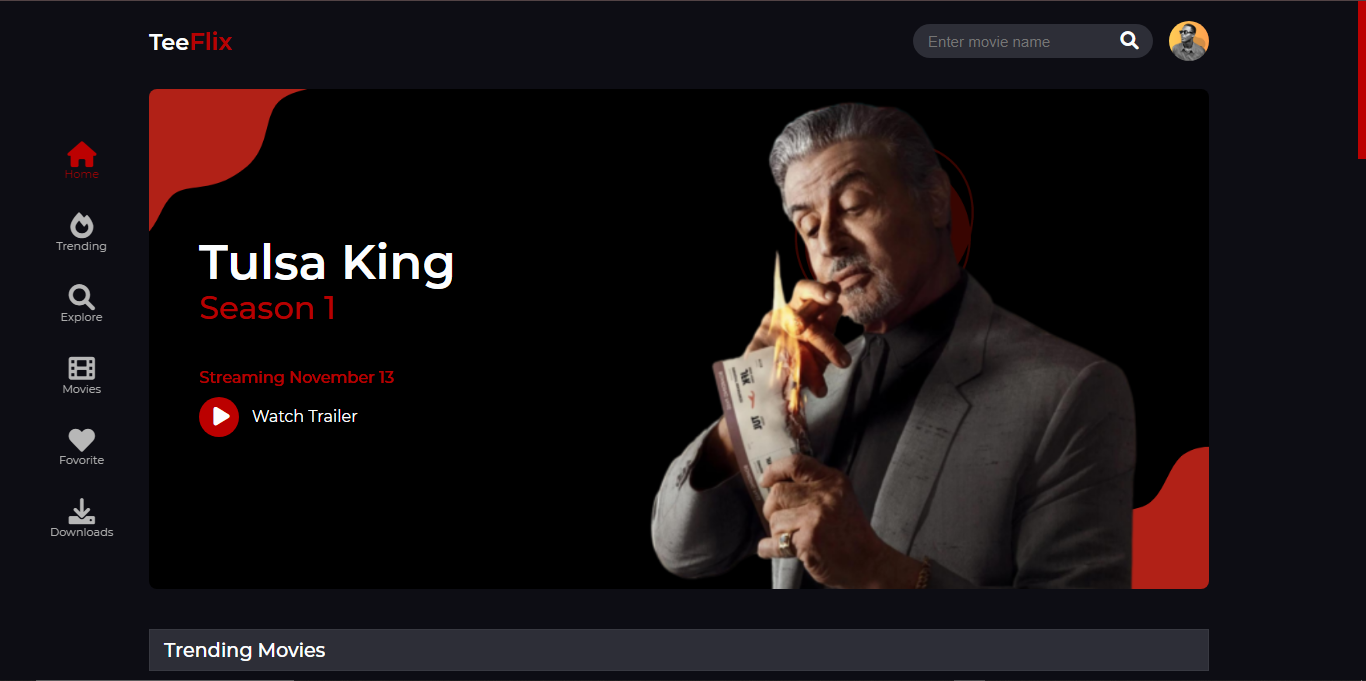 TeeFlix
Enter movie name
Home
Trending
Explore
Movies
Fovorite
Downloads
Tulsa King
Season 1
Streaming November 13
Watch Trailer
Trending Movies